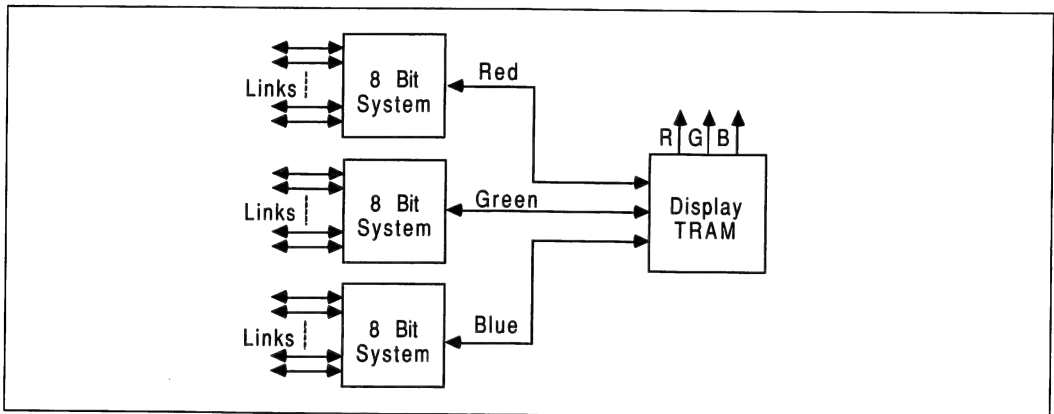 8 Bit
System
Links
Red
R G B
8 Bit
System
Links
Green
Display
TRAM
8 Bit
System
Links
Blue